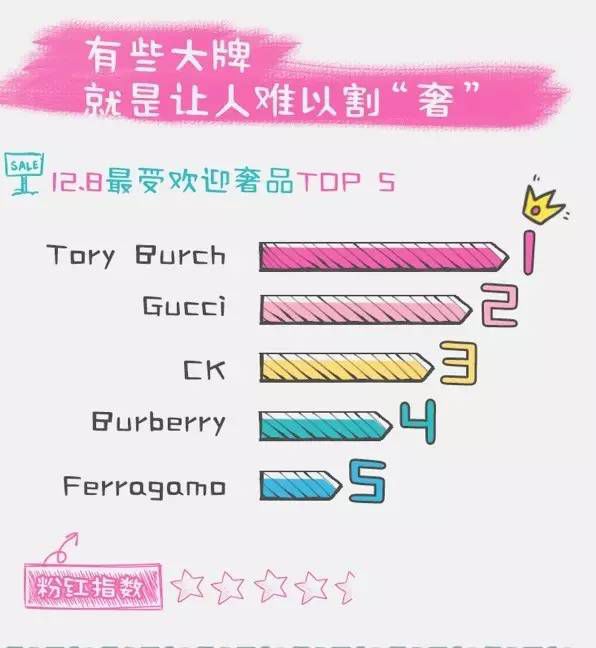 有些大牌
就是让人难以割“奢”
SALE
12.8最受欢迎奢品TOP 5
Tory Burch 1
Gucci 2
CK 3
Burberry 4
Ferragamo 5
粉红指数